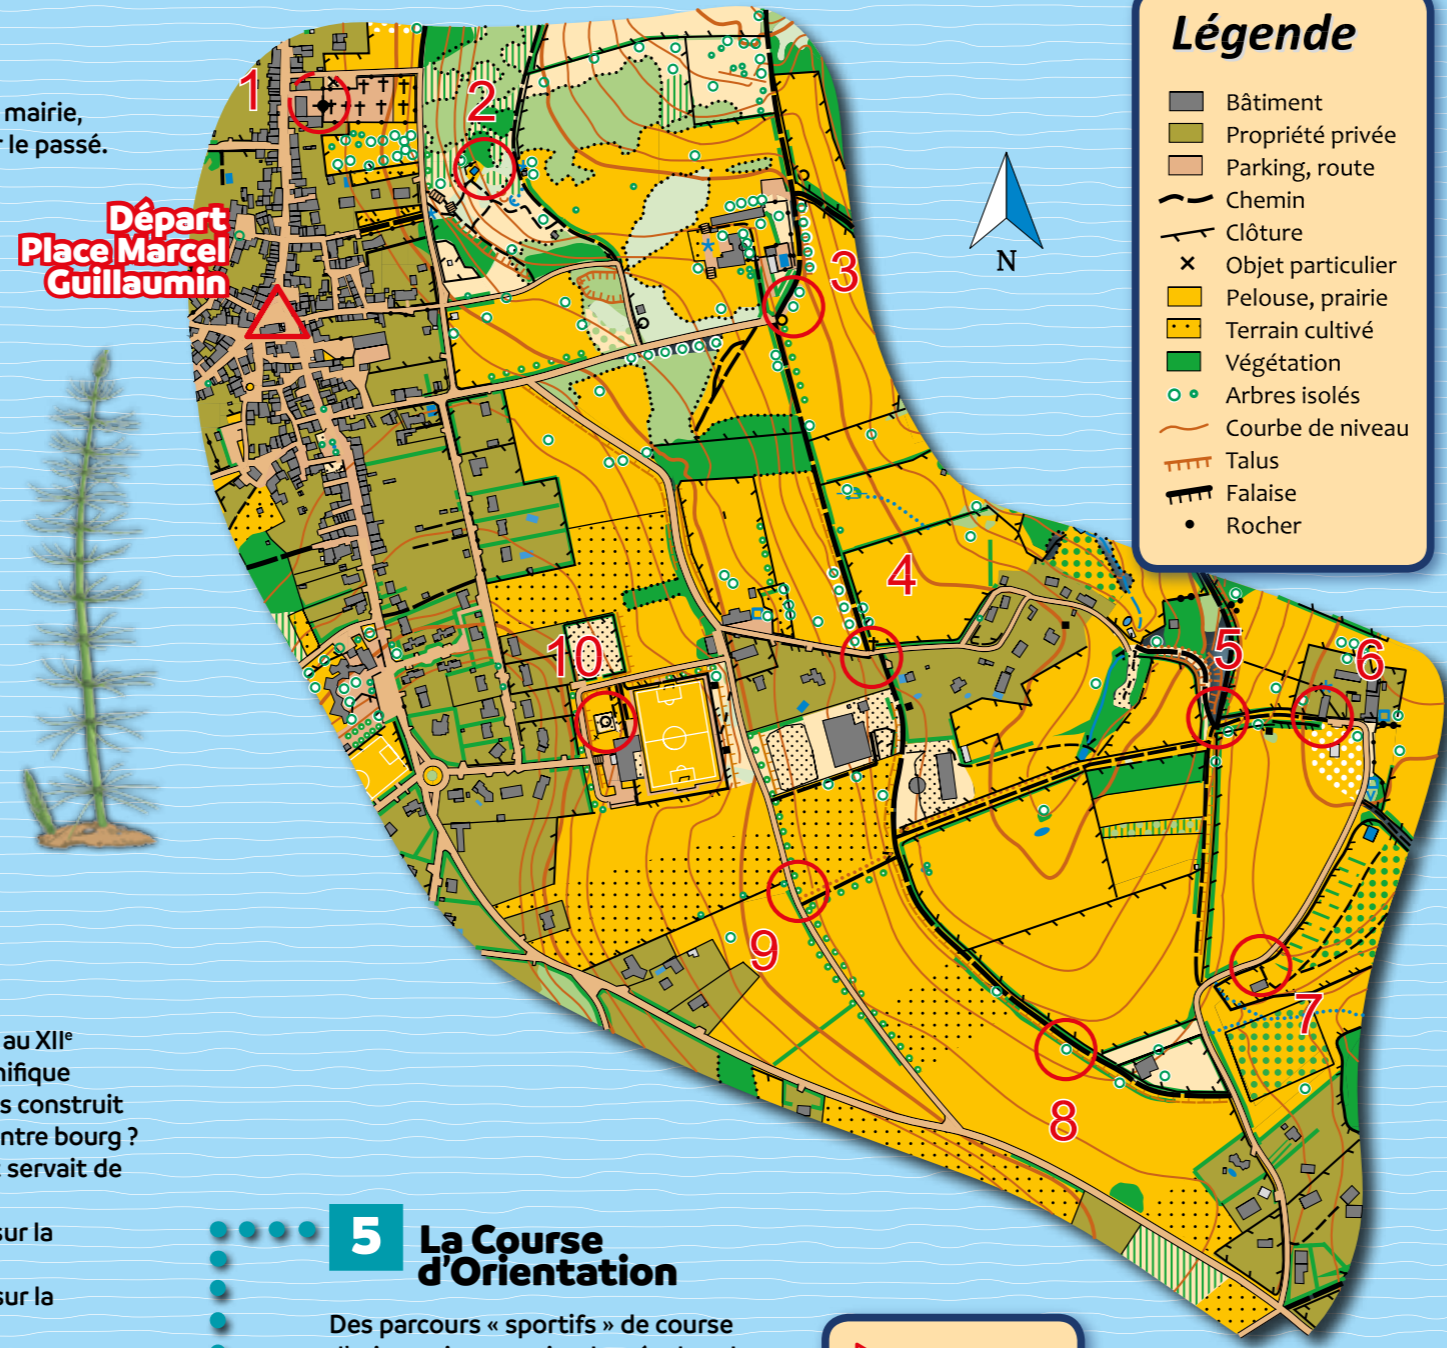 mairie,
le passé.
Départ
Place Marcel
Guillaumin
1
2
3
4
5
6
7
8
9
10
N
Légende
Bâtiment
Propriété privée
Parking, route
Chemin
Clôture
Objet particulier
Pelouse, prairie
Terrain cultivé
Végétation
Arbres isolés
Courbe de niveau
Talus
Falaise
Rocher
au XIIe
nifique
s construit
ntre bourg ?
servait de
sur la
sur la
5
La Course
d'Orientation
Des parcours « sportifs » de course